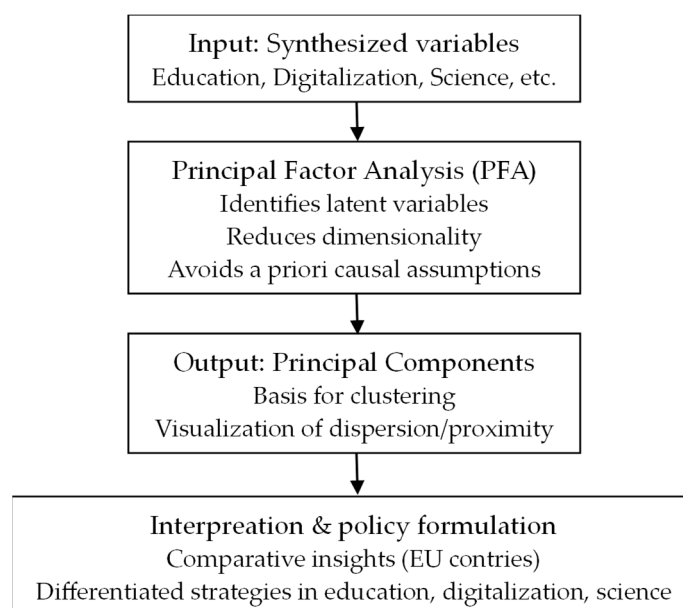 Input: Synthesized variables
Education, Digitalization, Science, etc.
Principal Factor Analysis (PFA)
Identifies latent variables
Reduces dimensionality
Avoids a priori causal assumptions
Output: Principal Components
Basis for clustering
Visualization of dispersion/proximity
Interpreation & policy formulation
Comparative insights (EU contries)
Differentiated strategies in education, digitalization, science